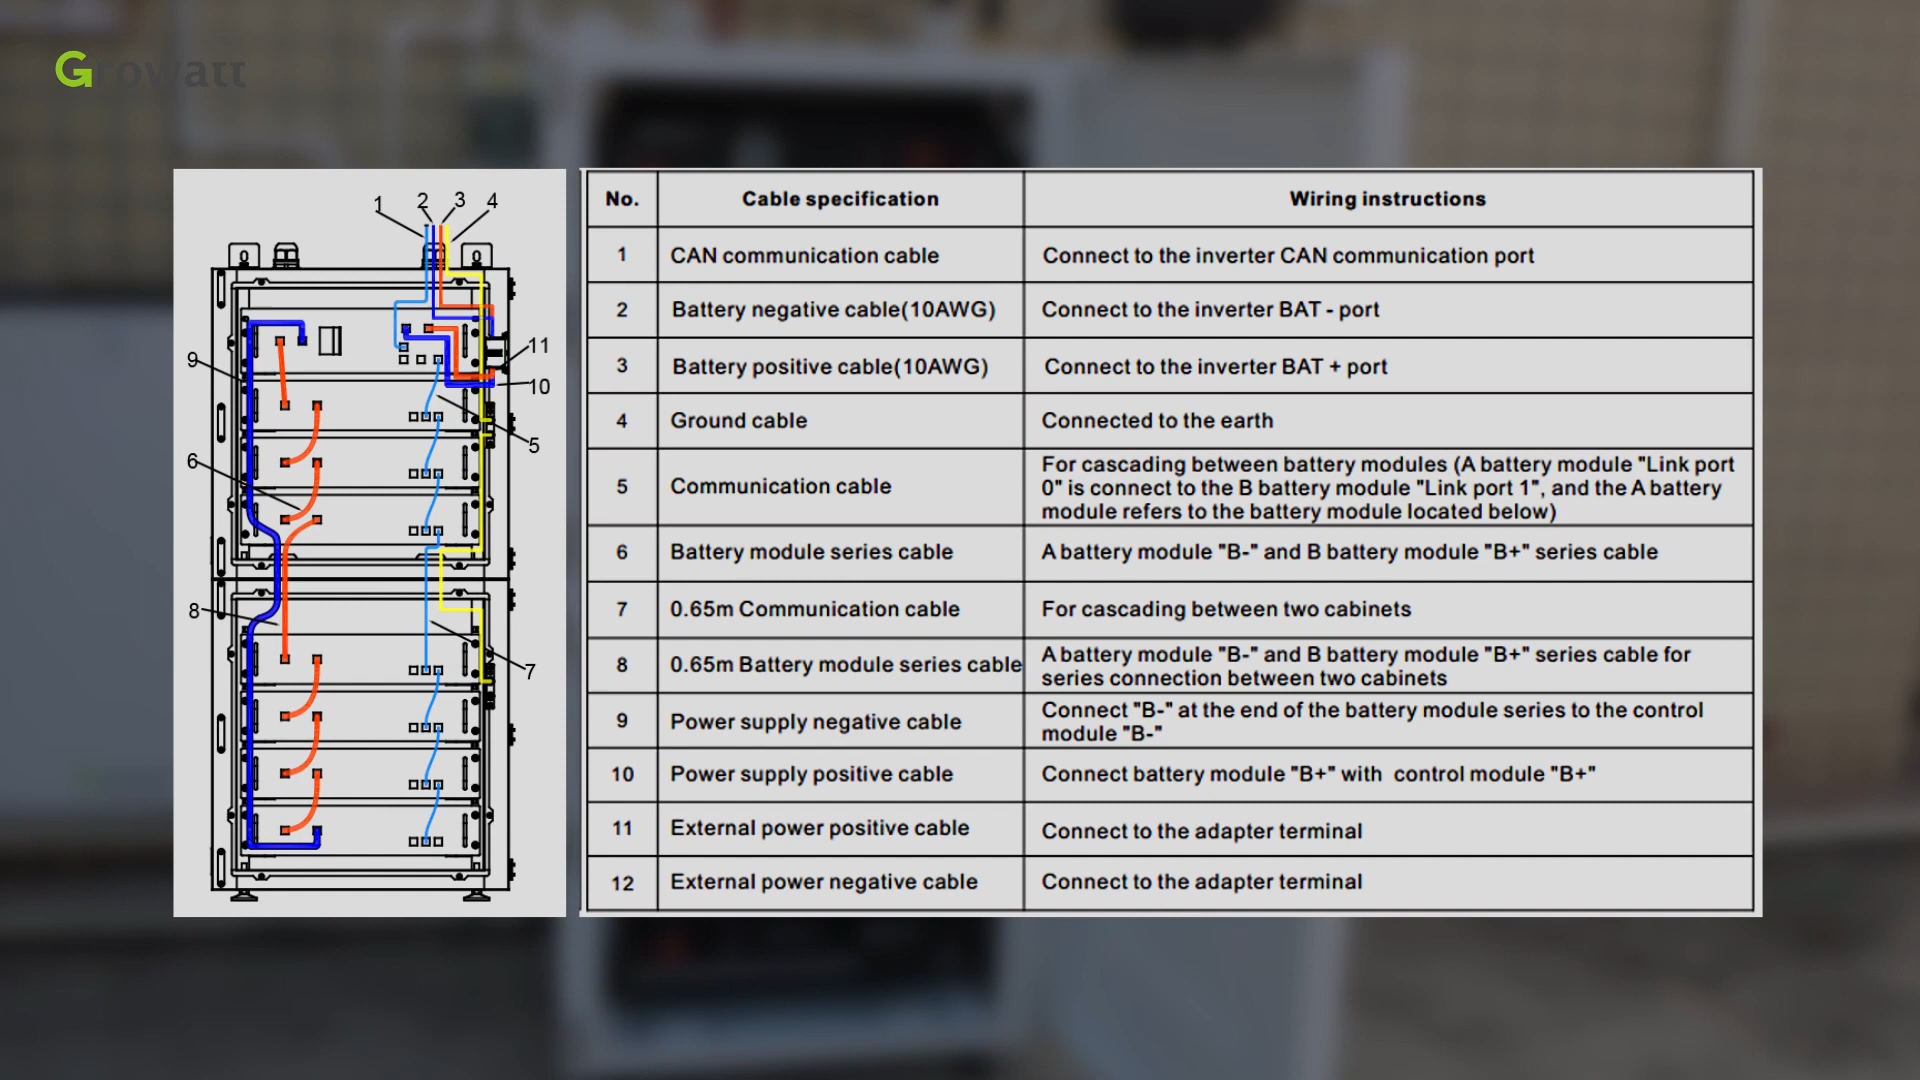 Growatt
1
2
3
4
9
11
10
5
6
8
7
No.
Cable specification
Wiring instructions
1
CAN communication cable
Connect to the inverter CAN communication port
2
Battery negative cable(10AWG)
Connect to the inverter BAT - port
3
Battery positive cable(10AWG)
Connect to the inverter BAT + port
4
Ground cable
Connected to the earth
5
Communication cable
For cascading between battery modules (A battery module "Link port
0" is connect to the B battery module "Link port 1", and the A battery
module refers to the battery module located below)
6
Battery module series cable
A battery module "B-" and B battery module "B+" series cable
7
0.65m Communication cable
For cascading between two cabinets
8
0.65m Battery module series cable
A battery module "B-" and B battery module "B+" series cable for
series connection between two cabinets
9
Power supply negative cable
Connect "B-" at the end of the battery module series to the control
module "B-"
10
Power supply positive cable
Connect battery module "B+" with control module "B+"
11
External power positive cable
Connect to the adapter terminal
12
External power negative cable
Connect to the adapter terminal